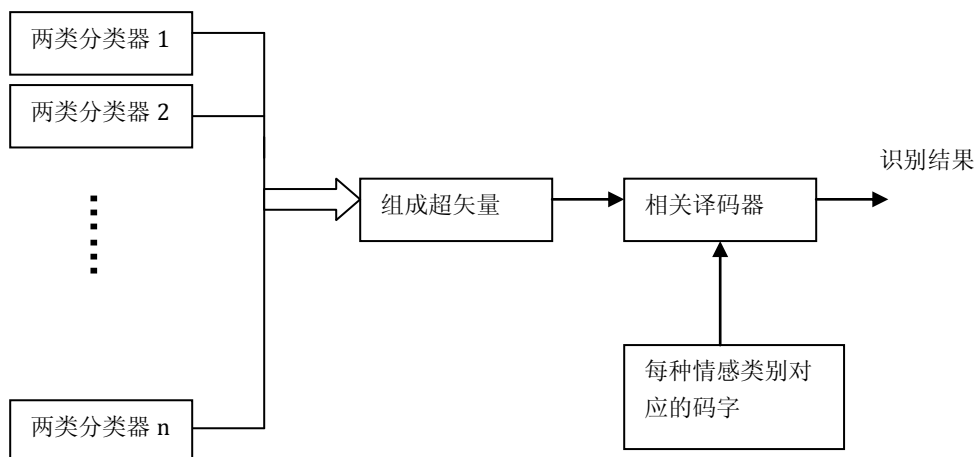 两类分类器 1
两类分类器 2
识别结果
组成超矢量
相关译码器
每种情感类别对
应的码字
两类分类器 n